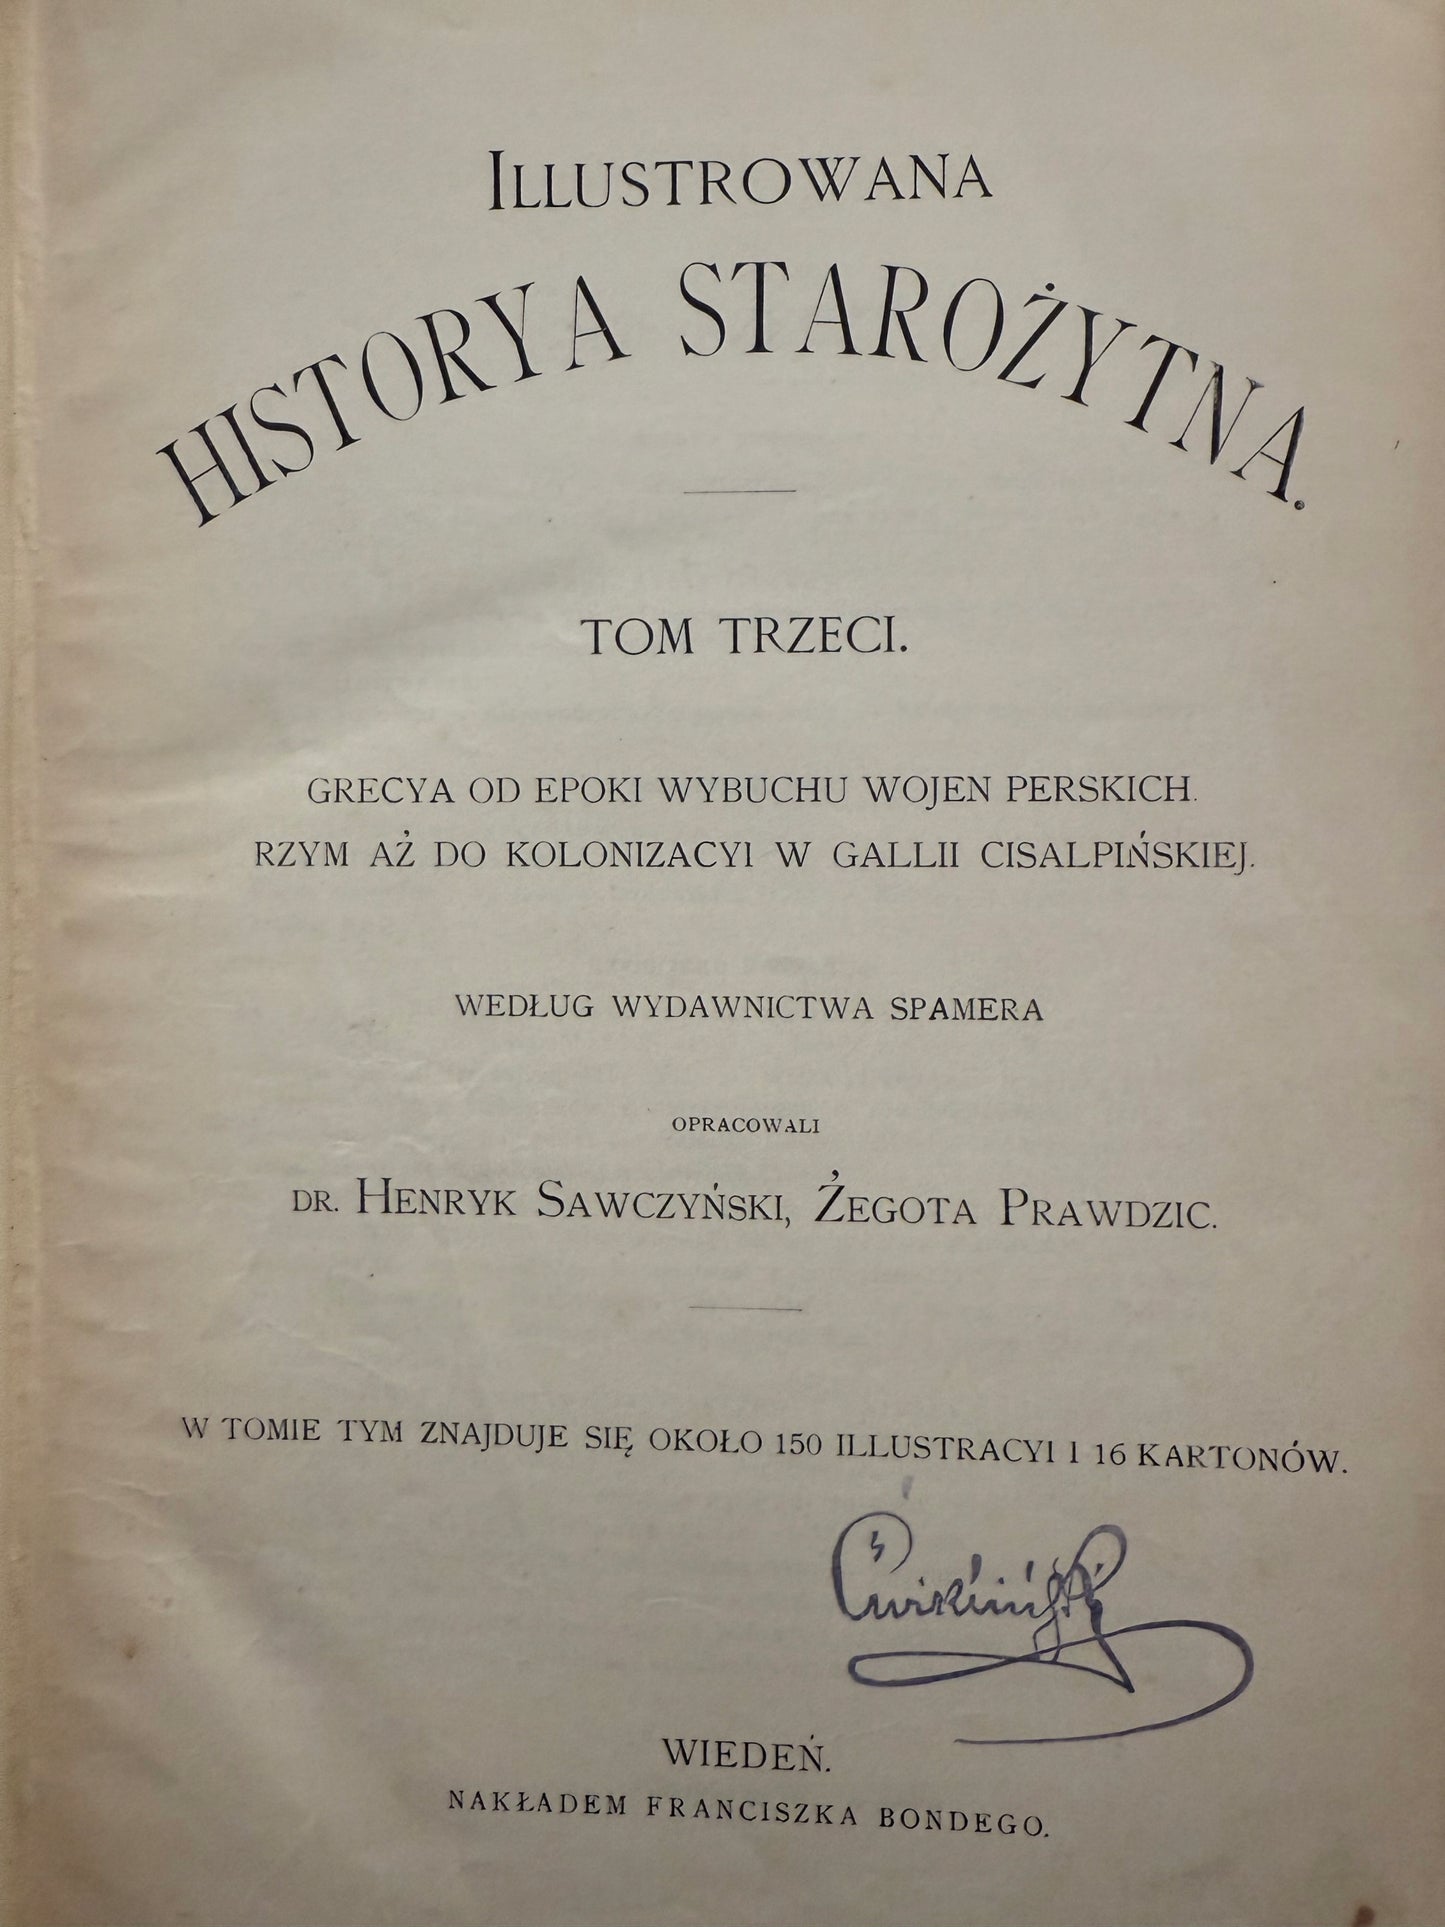 ILLUSTROWANA
HISTORYA STAROŻYTNA.
TOM TRZECI.
GRECYA OD EPOKI WYBUCHU WOJEN PERSKICH.
RZYM AŻ DO KOLONIZACYI W GALLII CISALPIŃSKIEJ.
WEDŁUG WYDAWNICTWA SPAMERA
OPRACOWALI
DR. HENRYK SAWCZYŃSKI, ŻEGOTA PRAWDZIC.
W TOMIE TYM ZNAJDUJE SIĘ OKOŁO 150 ILLUSTRACYI I 16 KARTONÓW.
WIEDEŃ.
NAKŁADEM FRANCISZKA BONDEGO.